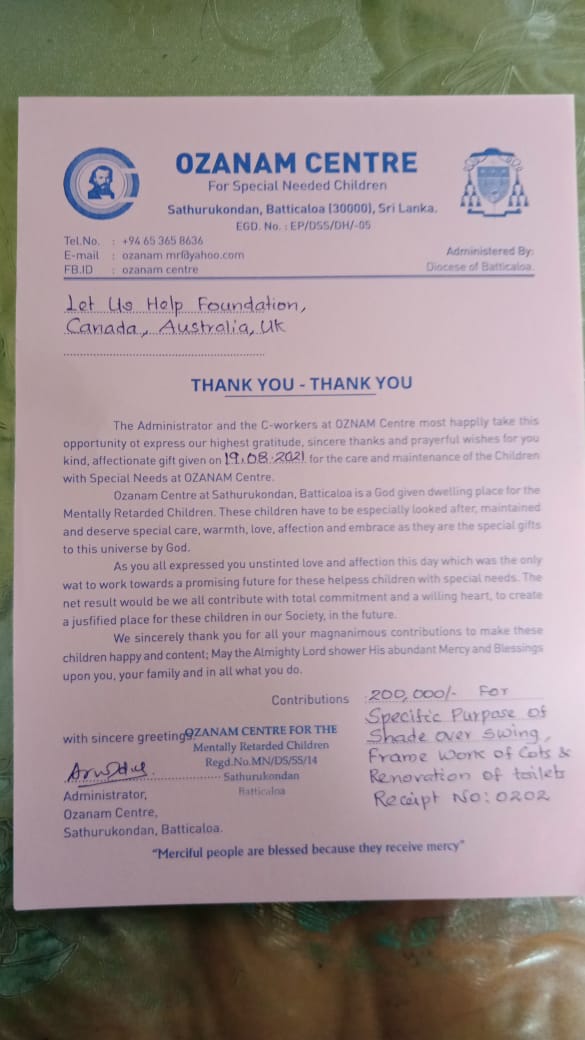 OZANAM CENTRE
For Special Needed Children
Sathurukondan, Batticaloa (30000), Sri Lanka.
EGD. No. : EP/DSS/DH/-05
Tel.No. : +94 65 365 8636
E-mail : ozanam mr@yahoo.com
FB.ID : ozanam centre
Administered By:
Diocese of Batticaloa.
Let Us Help Foundation,
Canada, Australia, UK
THANK YOU - THANK YOU
The Administrator and the C-workers at OZNAM Centre most happlly take this
opportunity ot express our highest gratitude, sincere thanks and prayerful wishes for you
kind, affectionate gift given on 19.08.2021 for the care and maintenance of the Children
with Special Needs at OZANAM Centre.
Ozanam Centre at Sathurukondan, Batticaloa is a God given dwelling place for the
Mentally Retarded Children. These children have to be especially looked after, maintained
and deserve special care, warmth, love, affection and embrace as they are the special gifts
to this universe by God.
As you all expressed you unstinted love and affection this day which was the only
wat to work towards a promising future for these helpess children with special needs. The
net result would be we all contribute with total commitment and a willing heart, to create
a jusfified place for these children in our Society, in the future.
We sincerely thank you for all your magnanimous contributions to make these
children happy and content; May the Almighty Lord shower His abundant Mercy and Blessings
upon you, your family and in all what you do.
Contributions 200,000/- For
Specific Purpose of
Shade over swing,
Frame Work of Cots &
Renovation of toilets
Receipt No: 0202
with sincere greetings
OZANAM CENTRE FOR THE
Mentally Retarded Children
Regd.No.MN/DS/SS/14
Sathurukondan
Batticaloa
Administrator,
Ozanam Centre,
Sathurukondan, Batticaloa.
"Merciful people are blessed because they receive mercy"